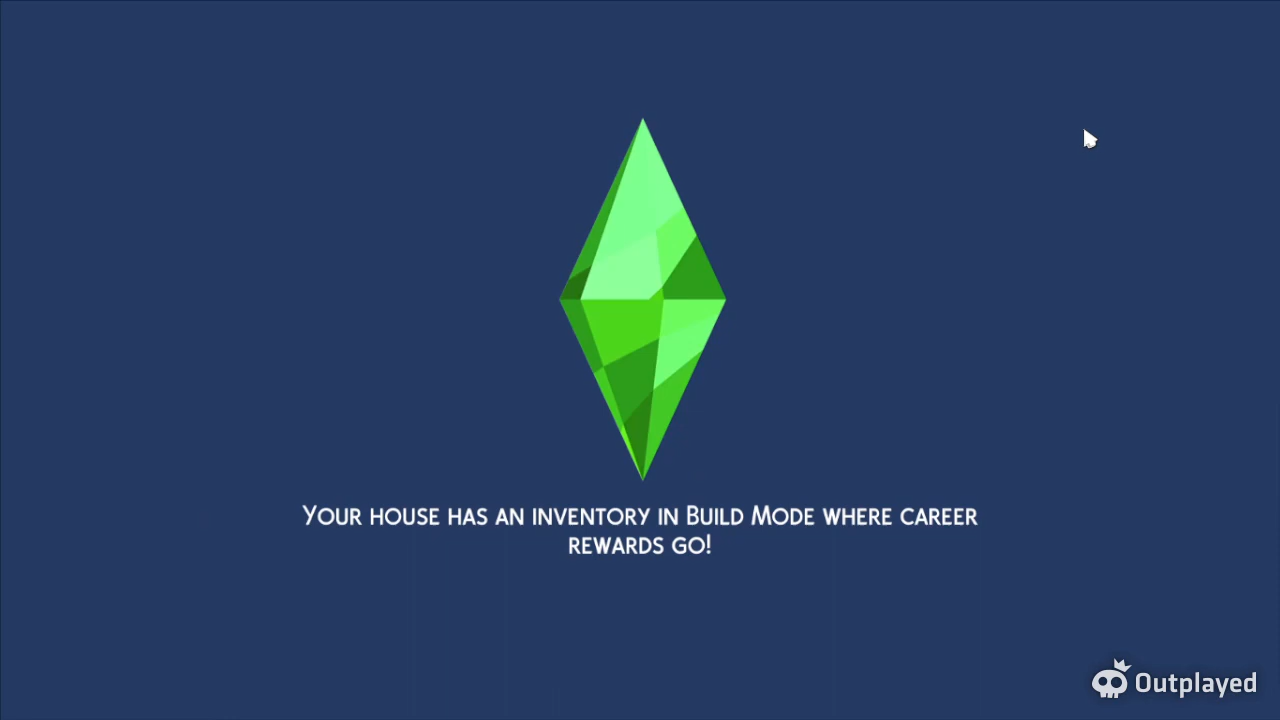 Your house has an inventory in Build Mode where career
rewards go!
Outplayed